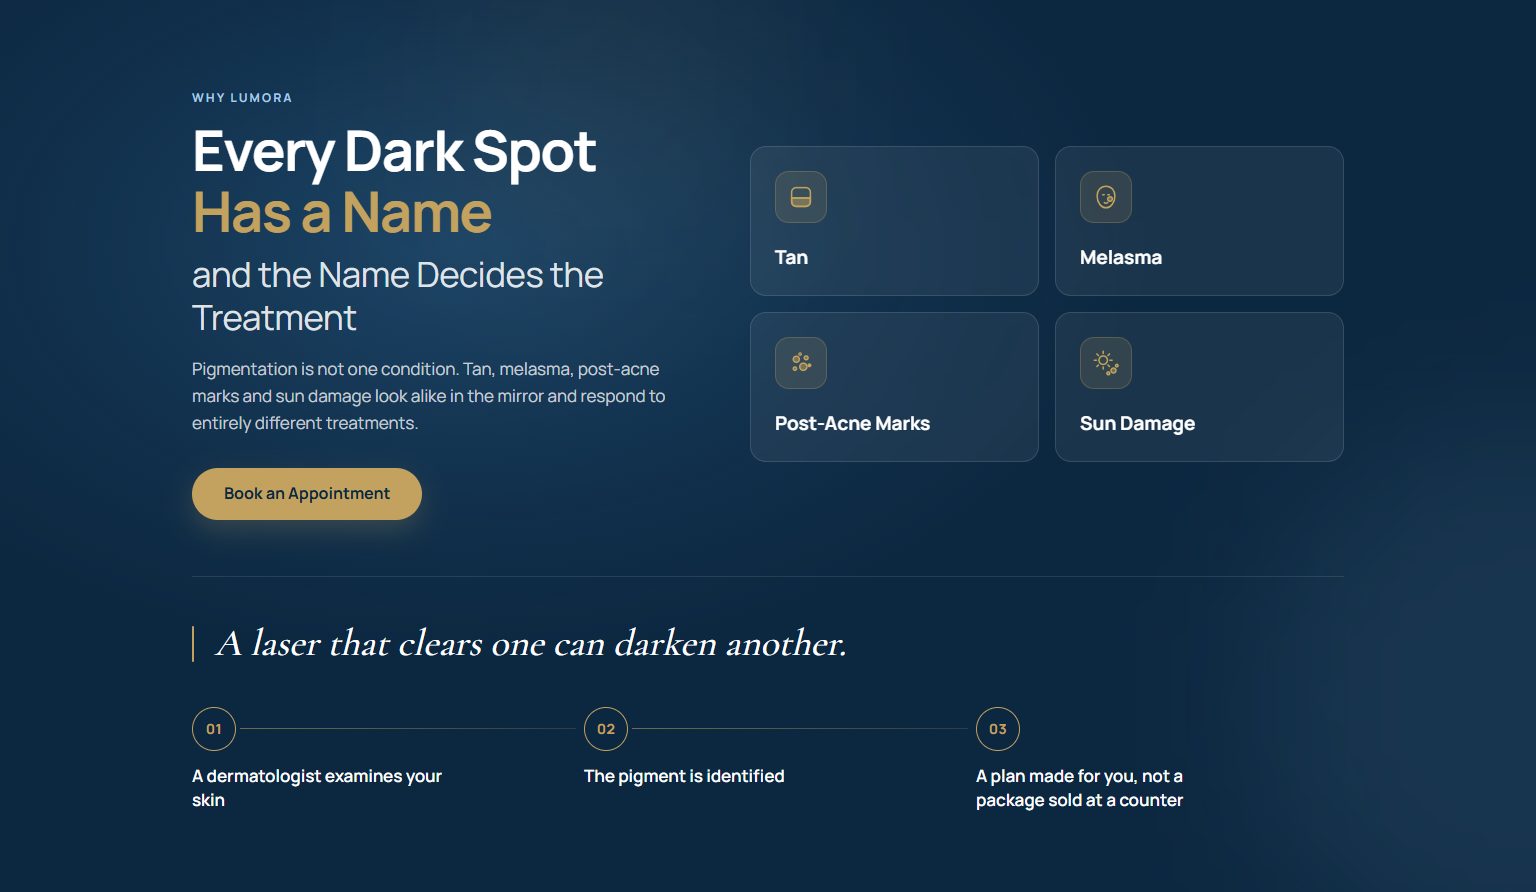 WHY LUMORA
Every Dark Spot
Has a Name
and the Name Decides the
Treatment
Pigmentation is not one condition. Tan, melasma, post-acne
marks and sun damage look alike in the mirror and respond to
entirely different treatments.
Book an Appointment
Tan
Melasma
Post-Acne Marks
Sun Damage
A laser that clears one can darken another.
01
A dermatologist examines your
skin
02
The pigment is identified
03
A plan made for you, not a
package sold at a counter